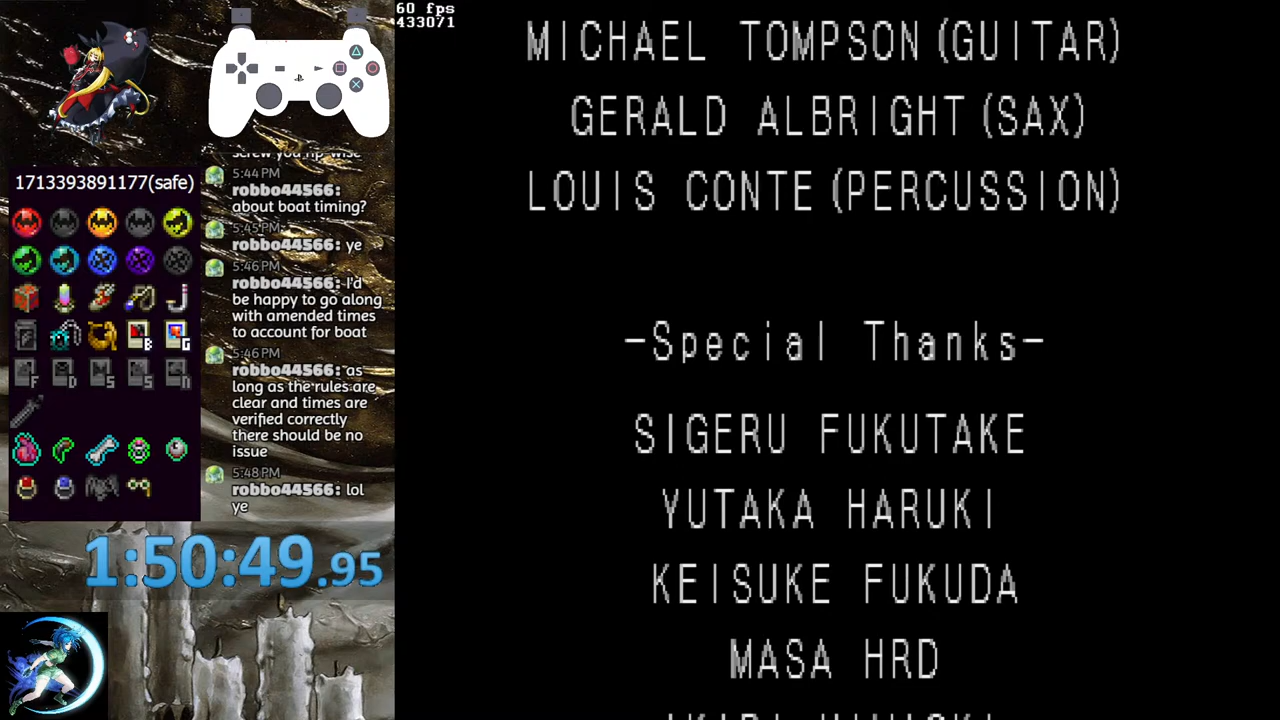 60 fps
433071
MICHAEL TOMPSON (GUITAR)
GERALD ALBRIGHT (SAX)
LOUIS CONTE (PERCUSSION)
-Special Thanks-
SIGERU FUKUTAKE
YUTAKA HARUKI
KEISUKE FUKUDA
MASA HRD
1713393891177(safe)
B
G
F
D
S
S
N
5:44 PM
robbo44566:
about boat timing?
5:45 PM
robbo44566: ye
5:46 PM
robbo44566: I'd
be happy to go along
with amended times
to account for boat
5:46 PM
robbo44566: as
long as the rules are
clear and times are
verified correctly
there should be no
issue
5:48 PM
robbo44566: lol
ye
1:50:49.95